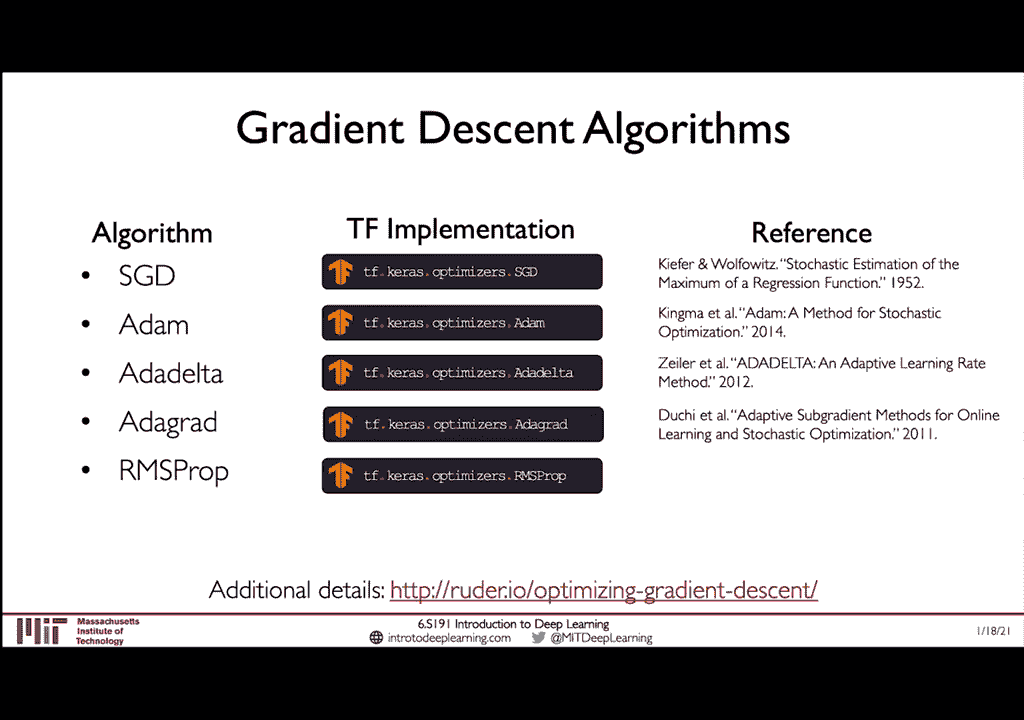 Gradient Descent Algorithms
Algorithm
TF Implementation
Reference
• SGD
tf.keras.optimizers.SGD
Kiefer & Wolfowitz. "Stochastic Estimation of the
Maximum of a Regression Function." 1952.
• Adam
tf.keras.optimizers.Adam
Kingma et al. "Adam: A Method for Stochastic
Optimization." 2014.
• Adadelta
tf.keras.optimizers.Adadelta
Zeiler et al. "ADADELTA: An Adaptive Learning Rate
Method." 2012.
• Adagrad
tf.keras.optimizers.Adagrad
Duchi et al. "Adaptive Subgradient Methods for Online
Learning and Stochastic Optimization." 2011.
• RMSProp
tf.keras.optimizers.RMSProp
Additional details: http://ruder.io/optimizing-gradient-descent/
Massachusetts
Institute of
Technology
6.S191 Introduction to Deep Learning
introtodeeplearning.com @MITDeepLearning
1/18/21